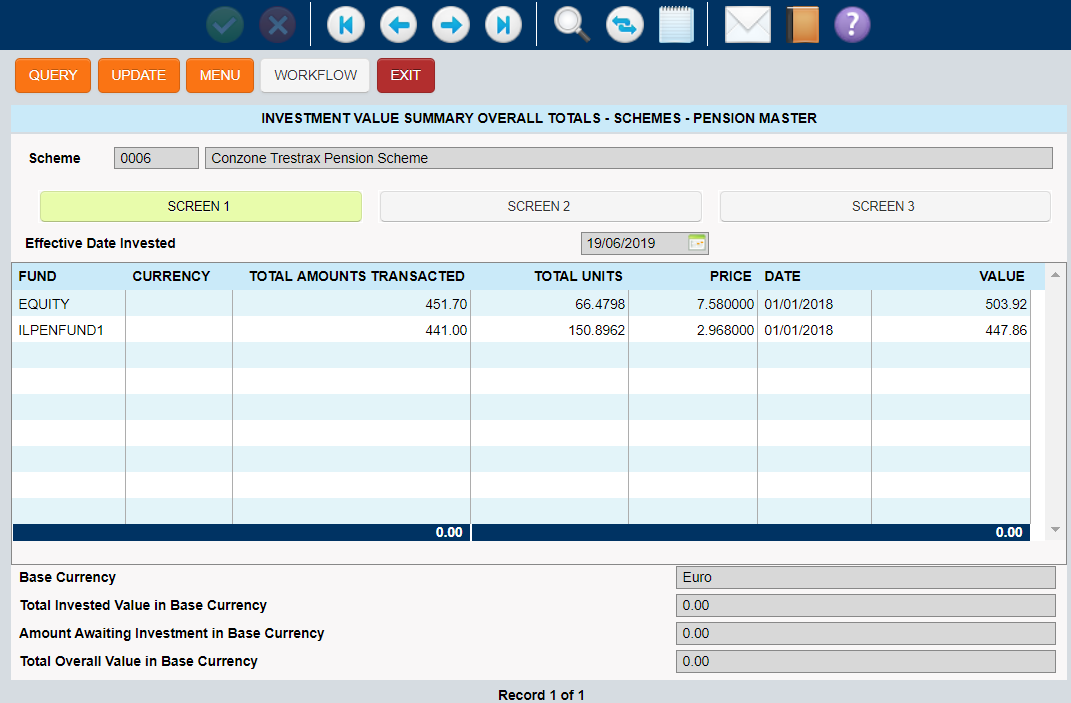 QUERY UPDATE MENU WORKFLOW EXIT
INVESTMENT VALUE SUMMARY OVERALL TOTALS - SCHEMES - PENSION MASTER
Scheme 0006 Conzone Trestrax Pension Scheme
SCREEN 1 SCREEN 2 SCREEN 3
Effective Date Invested 19/06/2019
FUND CURRENCY TOTAL AMOUNTS TRANSACTED TOTAL UNITS PRICE DATE VALUE
EQUITY 451.70 66.4798 7.580000 01/01/2018 503.92
ILPENFUND1 441.00 150.8962 2.968000 01/01/2018 447.86
0.00 0.00
Base Currency Euro
Total Invested Value in Base Currency 0.00
Amount Awaiting Investment in Base Currency 0.00
Total Overall Value in Base Currency 0.00
Record 1 of 1